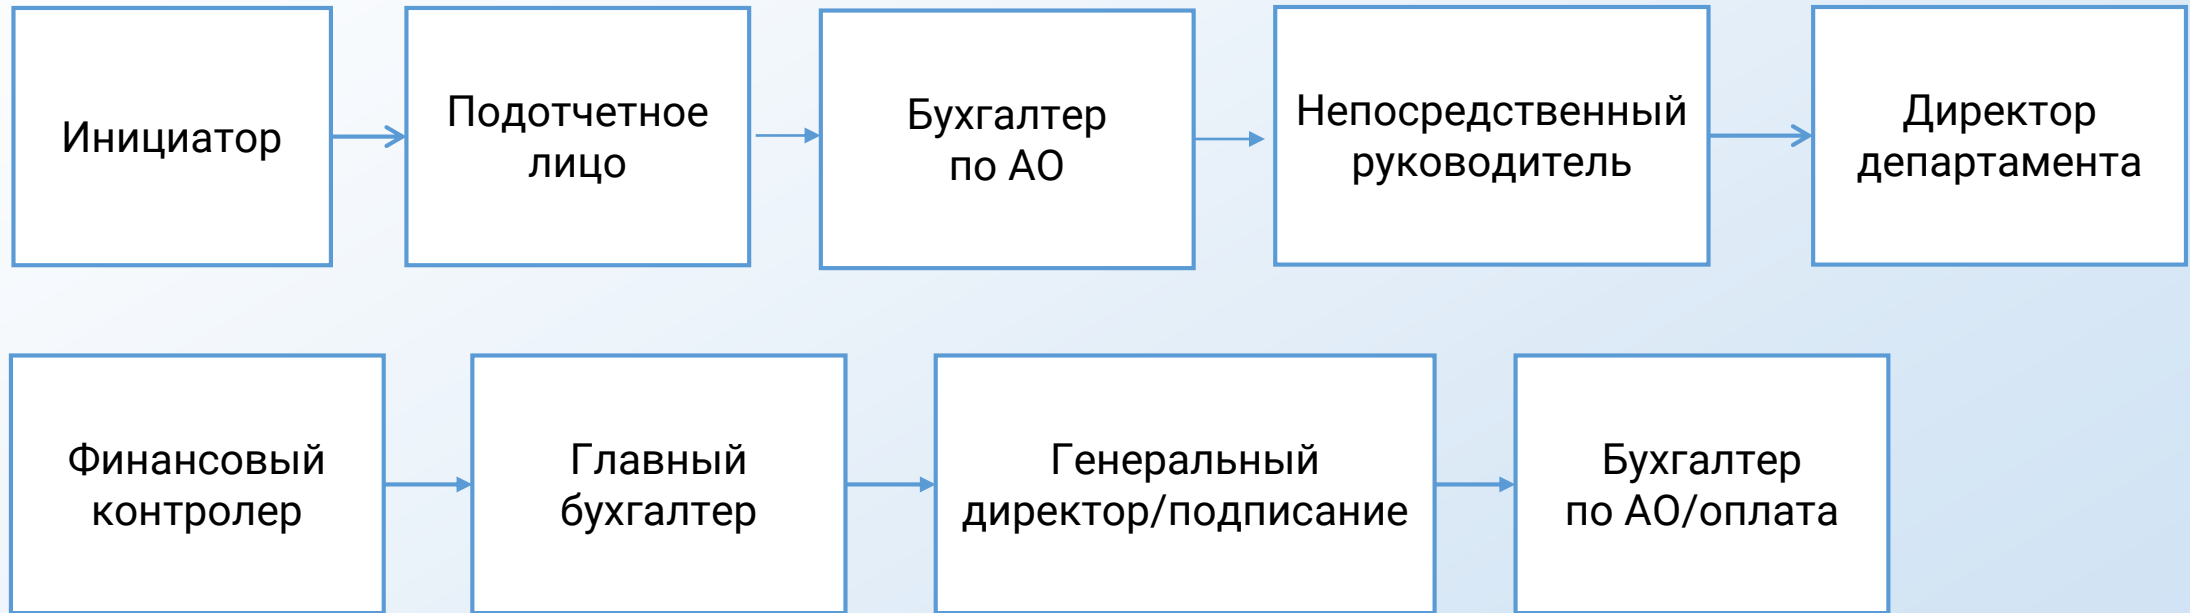 Инициатор
Подотчетное
лицо
Бухгалтер
по АО
Непосредственный
руководитель
Директор
департамента
Финансовый
контролер
Главный
бухгалтер
Генеральный
директор/подписание
Бухгалтер
по АО/оплата